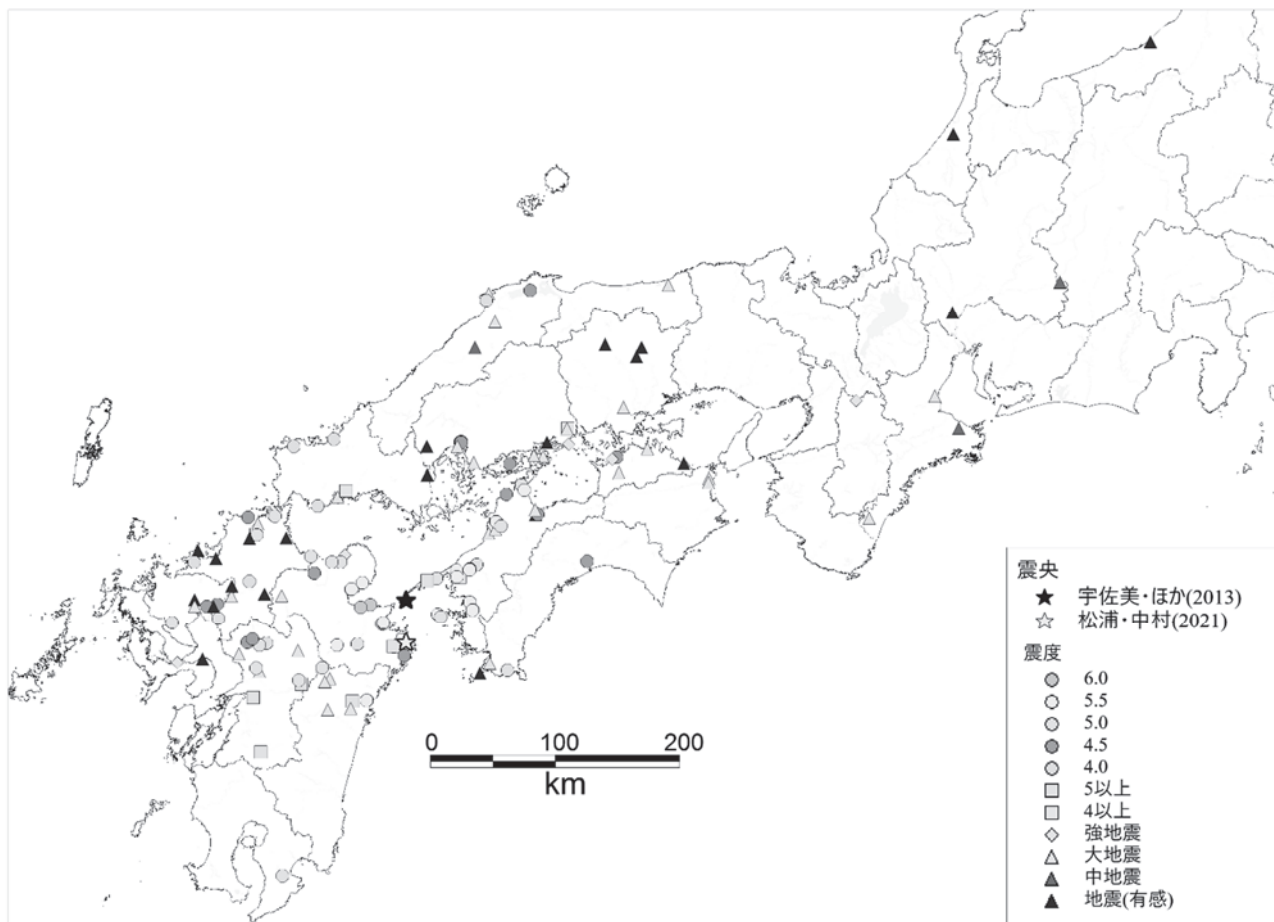 0 100 200
km
震央
宇佐美・ほか(2013)
松浦・中村(2021)
震度
6.0
5.5
5.0
4.5
4.0
5以上
4以上
強地震
大地震
中地震
地震(有感)